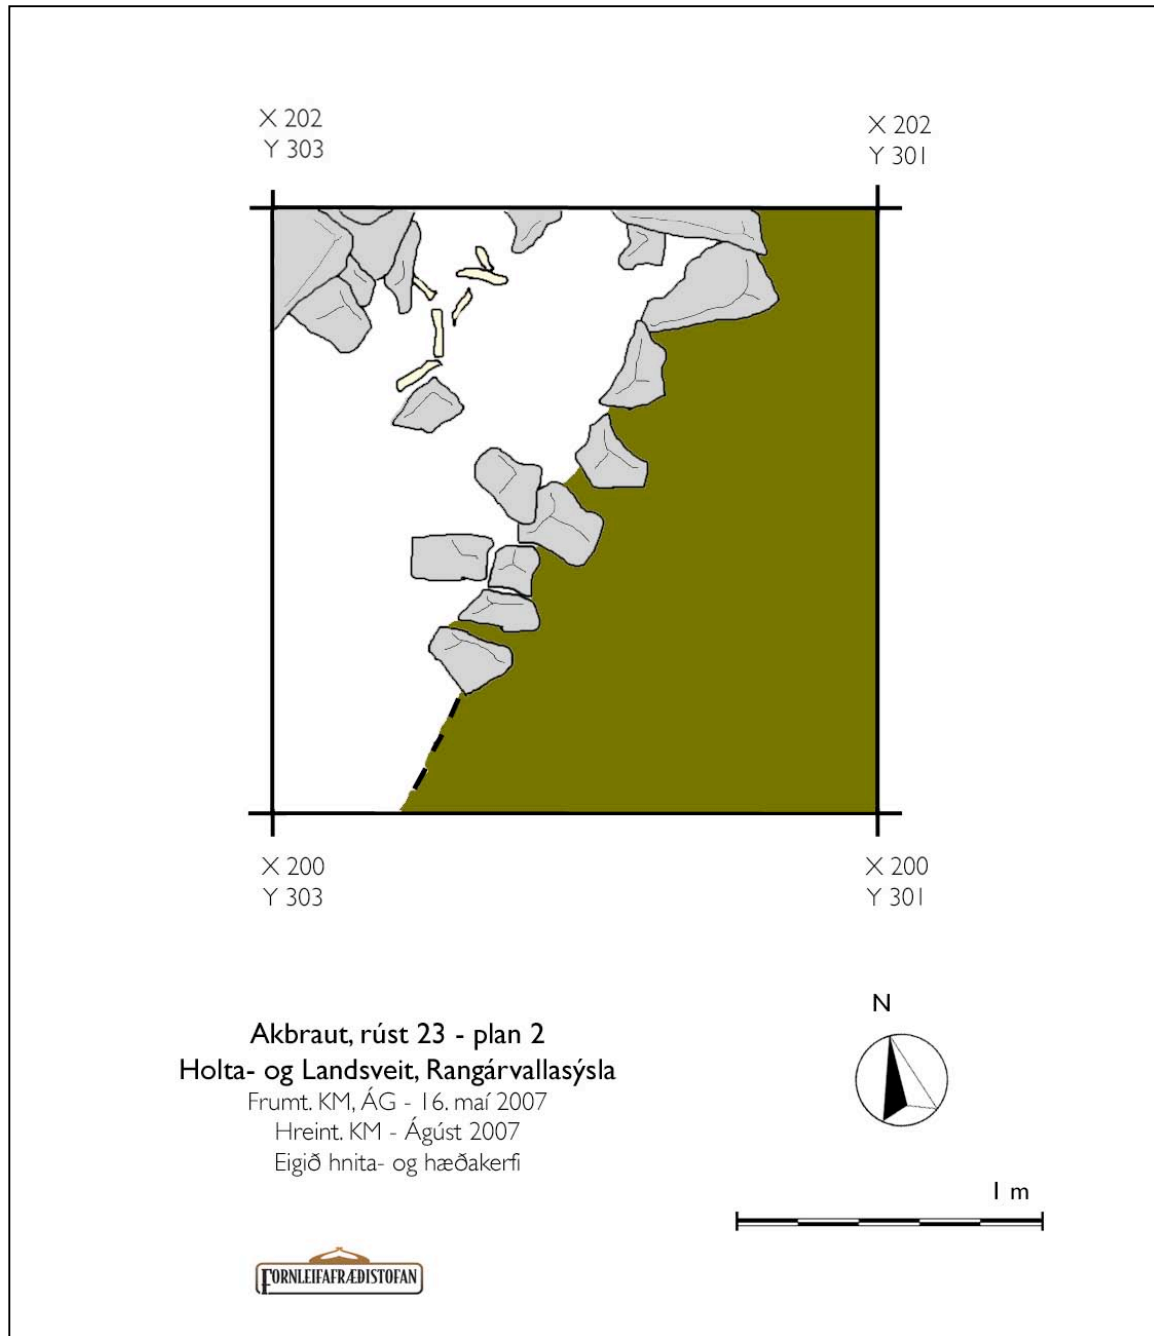 X 202
Y 303
X 202
Y 301
X 200
Y 303
X 200
Y 301
N
Akbraut, rúst 23 - plan 2
Holta- og Landsveit, Rangárvallasýsla
Frumt. KM, ÁG - 16. maí 2007
Hreint. KM - Ágúst 2007
Eigið hnita- og hæðakerfi
1 m
FORNLEIFAFRÆÐISTOFAN